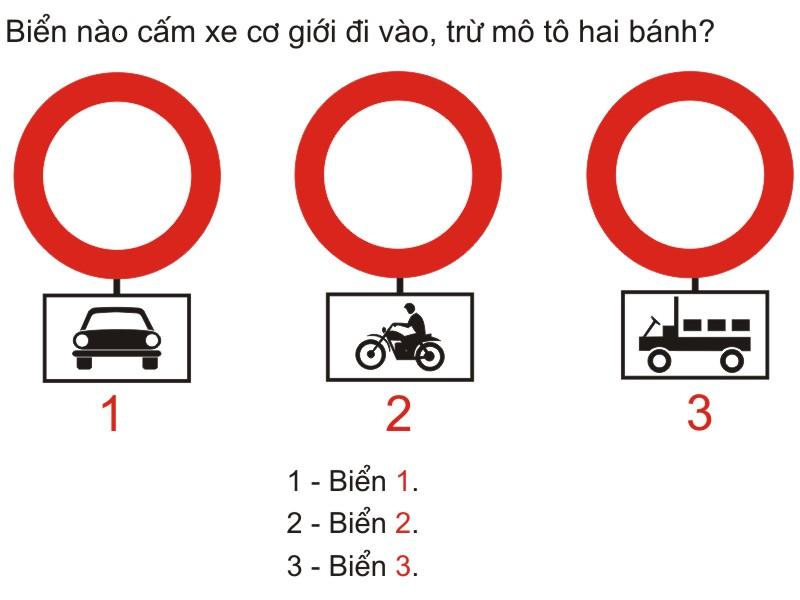 Biển nào cấm xe cơ giới đi vào, trừ mô tô hai bánh?
1 2 3
1 - Biển 1.
2 - Biển 2.
3 - Biển 3.